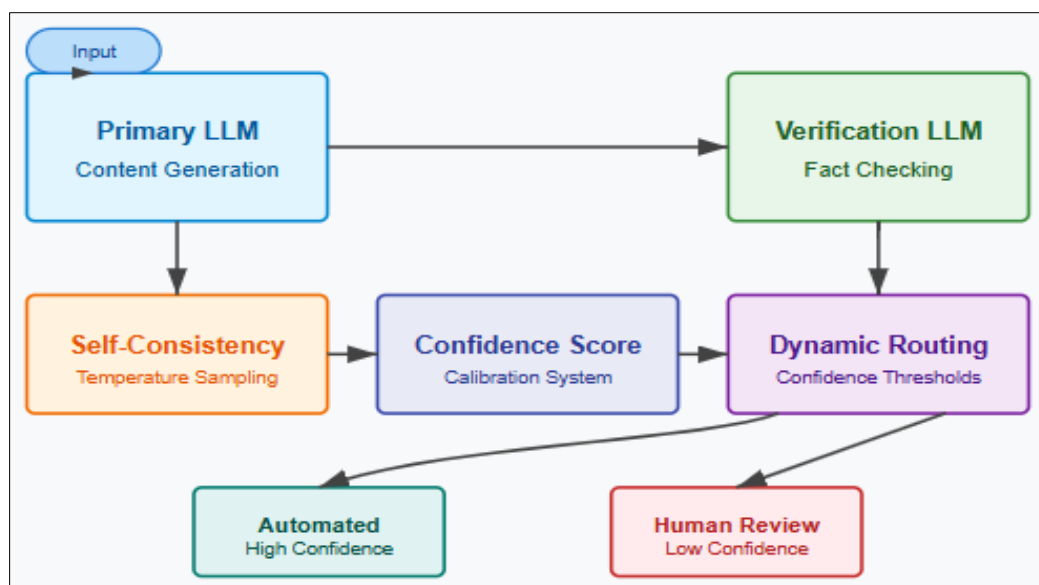 Input
Primary LLM
Content Generation
Verification LLM
Fact Checking
Self-Consistency
Temperature Sampling
Confidence Score
Calibration System
Dynamic Routing
Confidence Thresholds
Automated
High Confidence
Human Review
Low Confidence